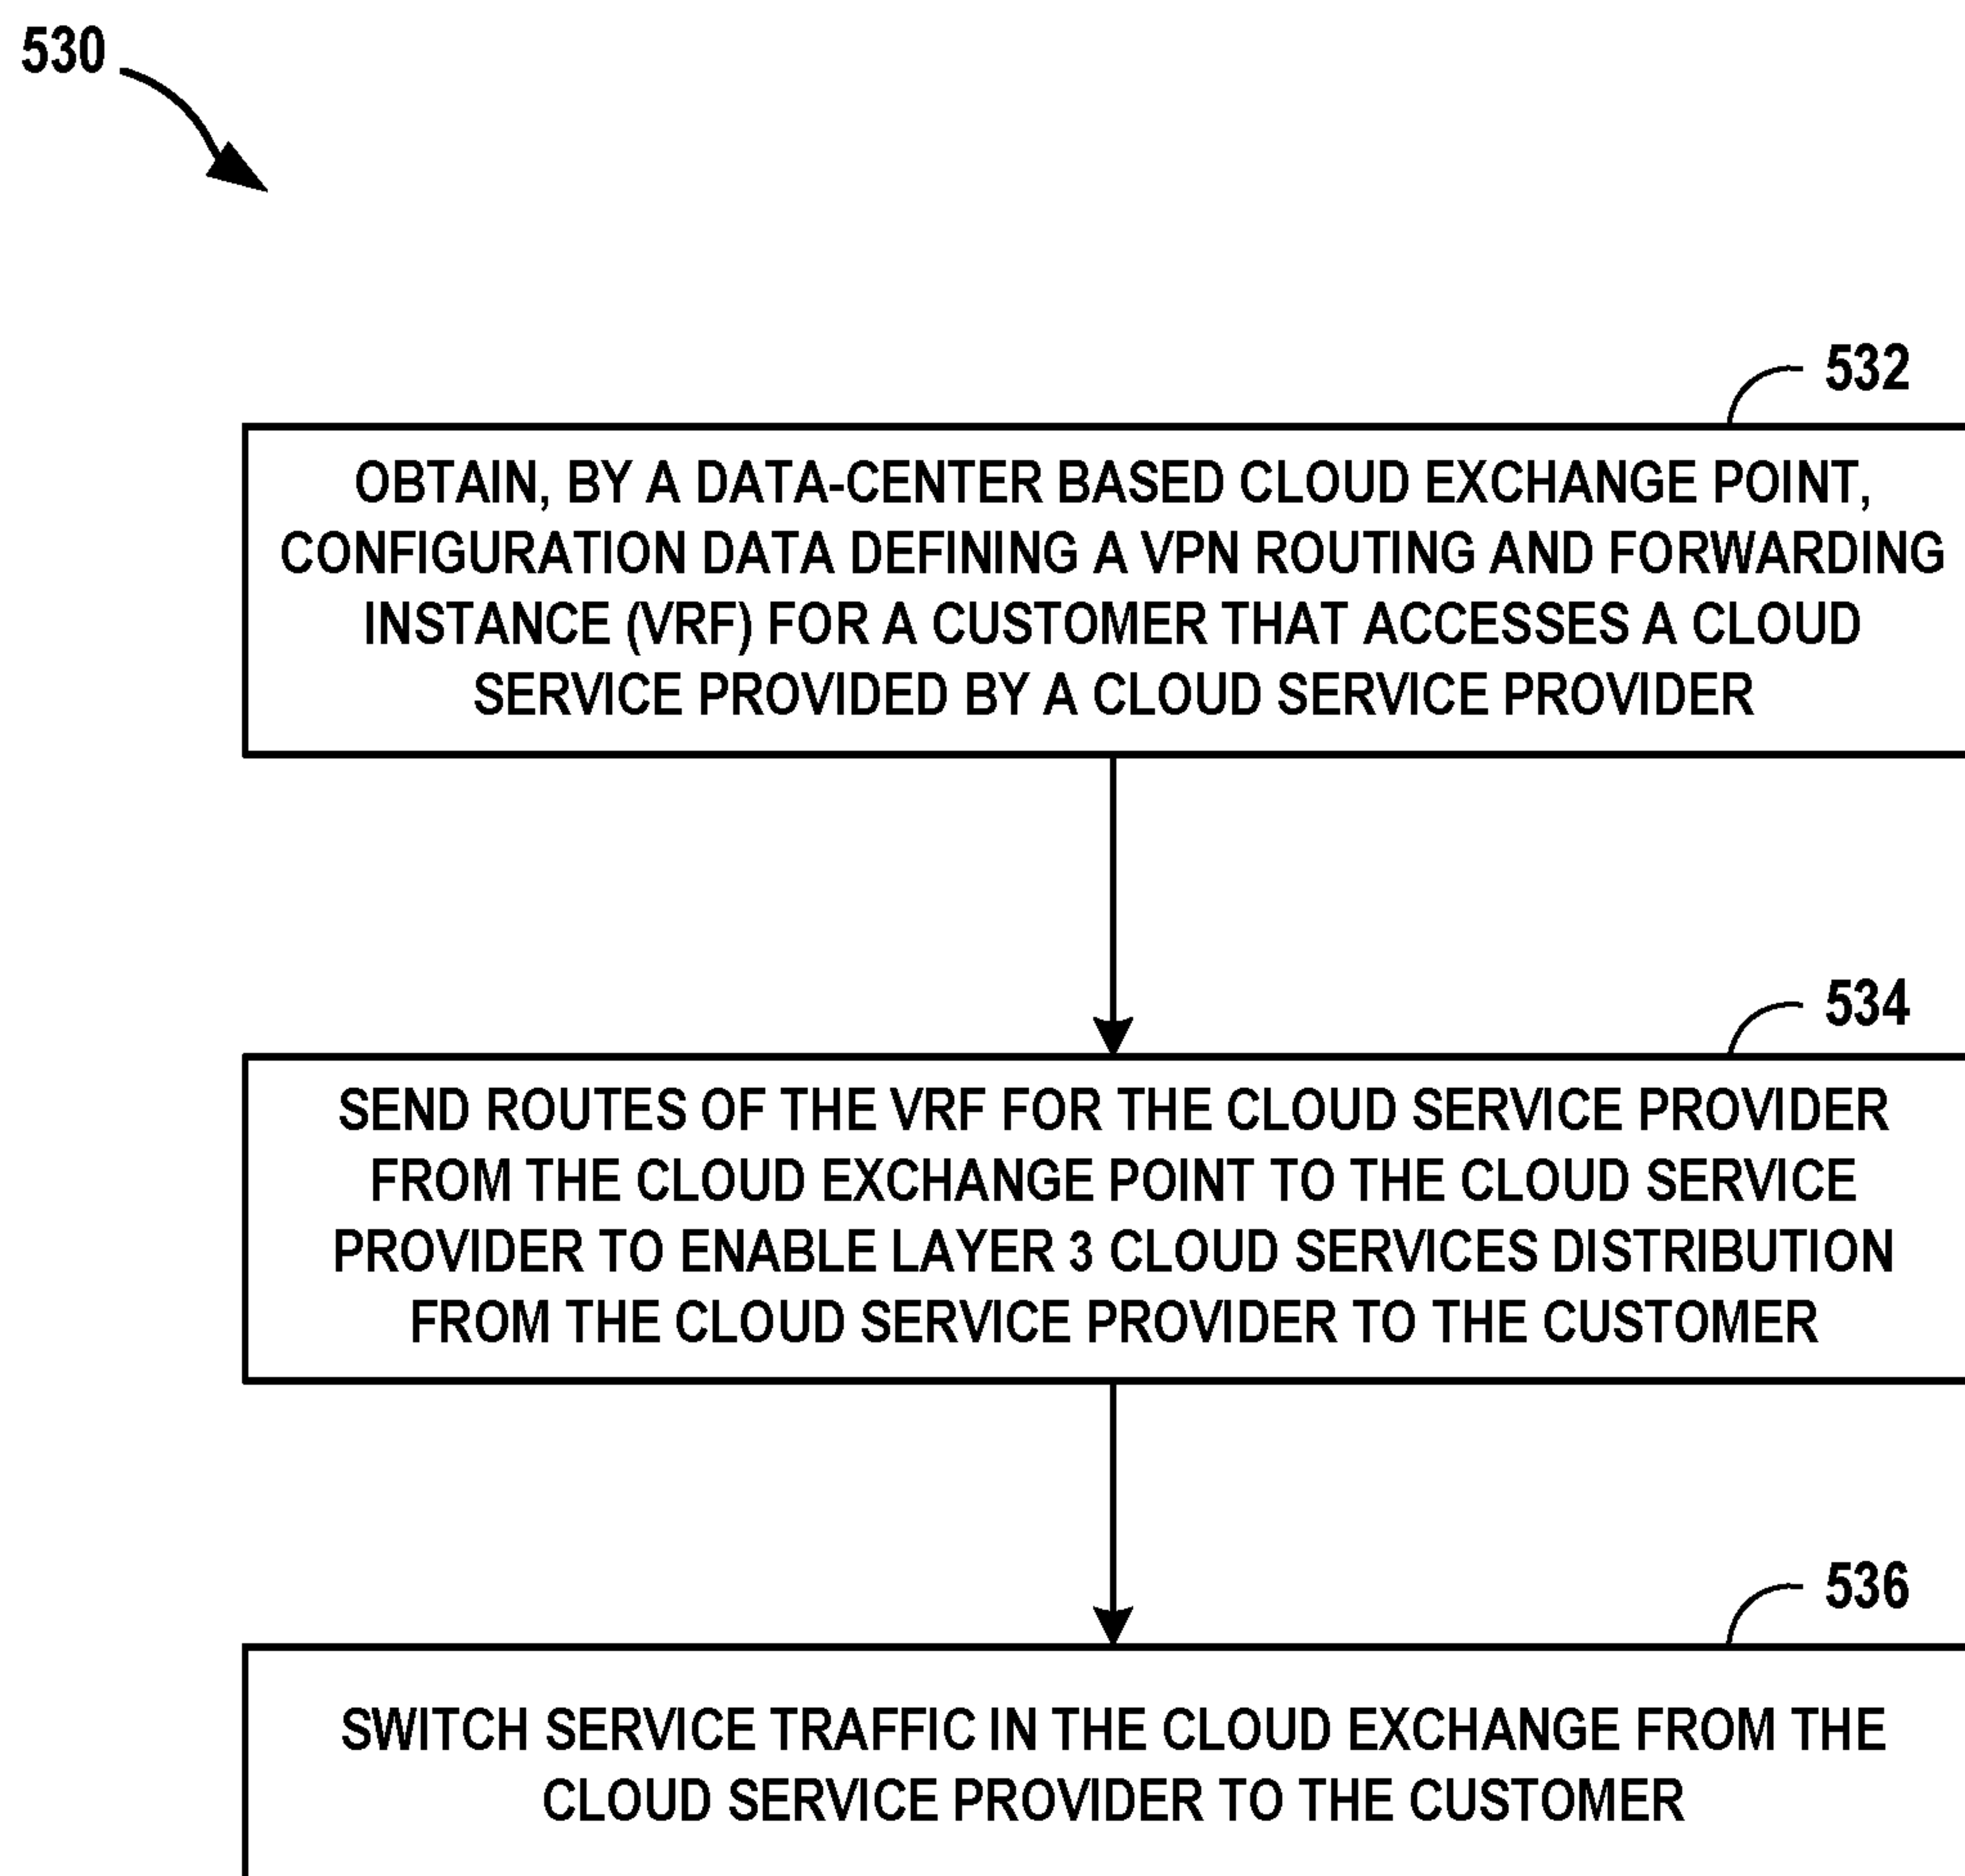 530
532
OBTAIN, BY A DATA-CENTER BASED CLOUD EXCHANGE POINT,
CONFIGURATION DATA DEFINING A VPN ROUTING AND FORWARDING
INSTANCE (VRF) FOR A CUSTOMER THAT ACCESSES A CLOUD
SERVICE PROVIDED BY A CLOUD SERVICE PROVIDER
534
SEND ROUTES OF THE VRF FOR THE CLOUD SERVICE PROVIDER
FROM THE CLOUD EXCHANGE POINT TO THE CLOUD SERVICE
PROVIDER TO ENABLE LAYER 3 CLOUD SERVICES DISTRIBUTION
FROM THE CLOUD SERVICE PROVIDER TO THE CUSTOMER
536
SWITCH SERVICE TRAFFIC IN THE CLOUD EXCHANGE FROM THE
CLOUD SERVICE PROVIDER TO THE CUSTOMER